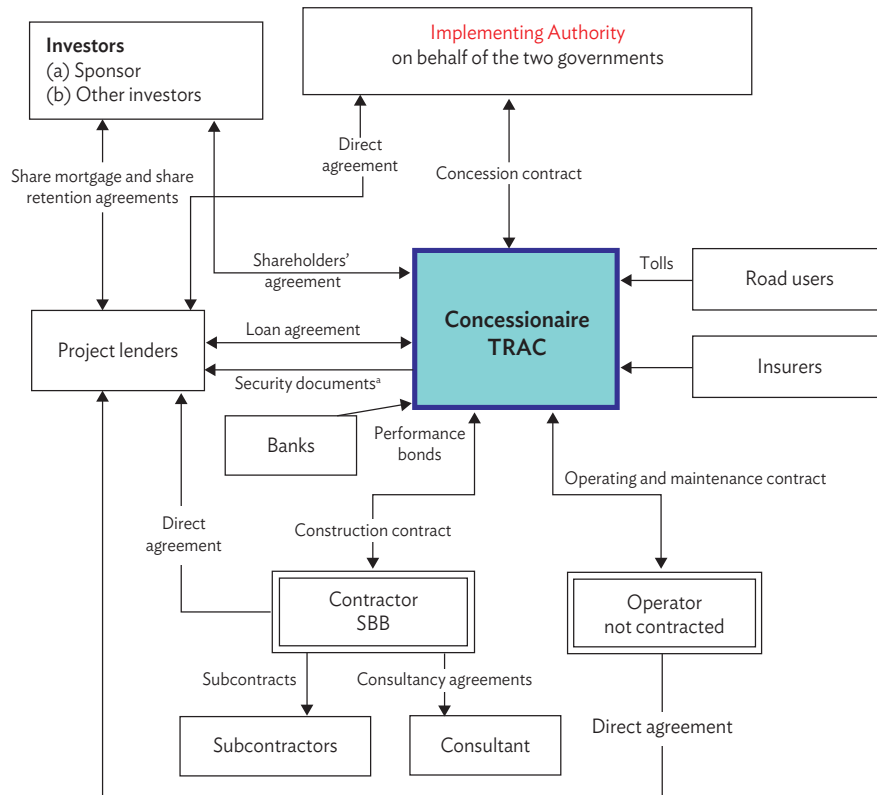 Investors
(a) Sponsor
(b) Other investors
Implementing Authority
on behalf of the two governments
Direct
agreement
Share mortgage and share
retention agreements
Concession contract
Shareholders'
agreement
Tolls
Road users
Concessionaire
TRAC
Loan agreement
Project lenders
Insurers
Security documentsᵃ
Banks
Performance
bonds
Operating and maintenance contract
Direct
agreement
Construction contract
Contractor
SBB
Operator
not contracted
Subcontracts
Consultancy agreements
Direct agreement
Subcontractors
Consultant